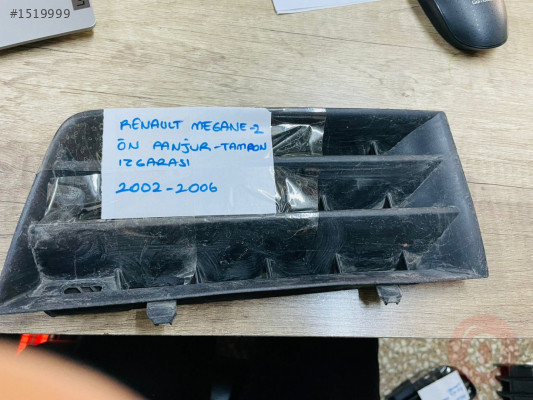 #1519999
RENAULT MEGANE-2
ÖN PANJUR-TAMPON
IZGARASI
2002-2006